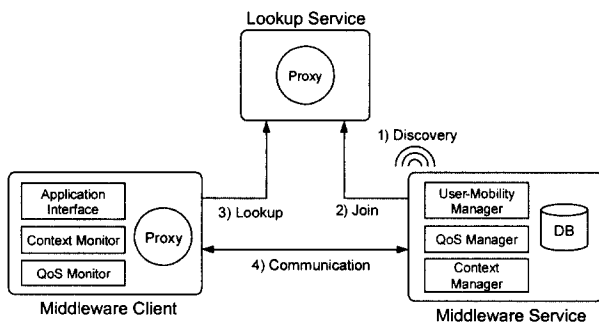 Lookup Service
Proxy
1) Discovery
Application
Interface
Context Monitor
QoS Monitor
Proxy
3) Lookup
2) Join
4) Communication
User-Mobility
Manager
QoS Manager
Context
Manager
DB
Middleware Client
Middleware Service